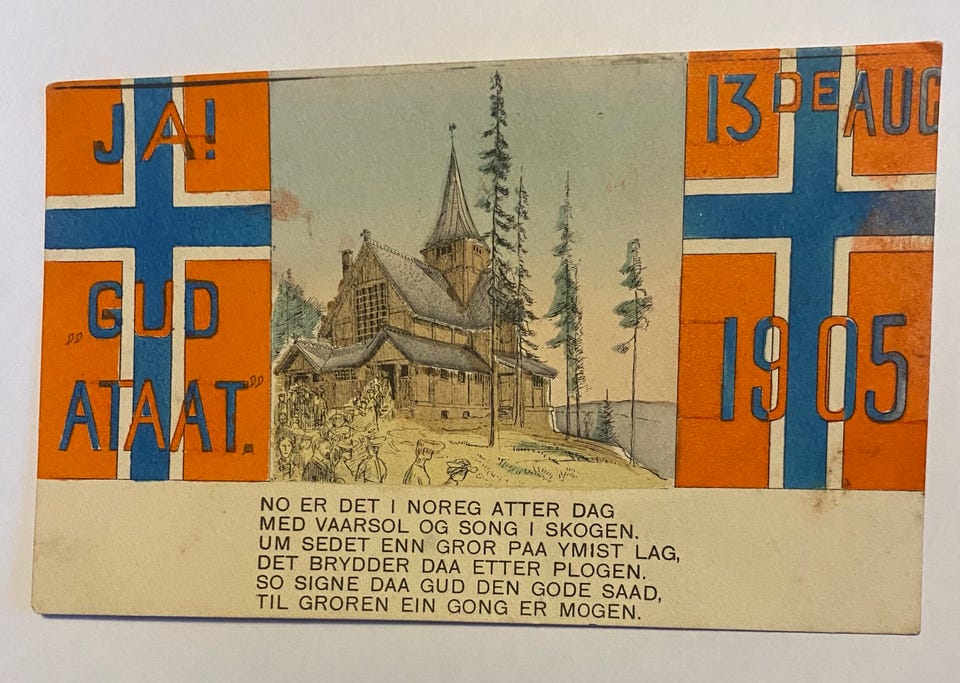 JA!
„GUD
ATAAT."
13DE AUG
1905
NO ER DET I NOREG ATTER DAG
MED VAARSOL OG SONG I SKOGEN.
UM SEDET ENN GROR PAA YMIST LAG,
DET BRYDDER DAA ETTER PLOGEN.
SO SIGNE DAA GUD DEN GODE SAAD,
TIL GROREN EIN GONG ER MOGEN.